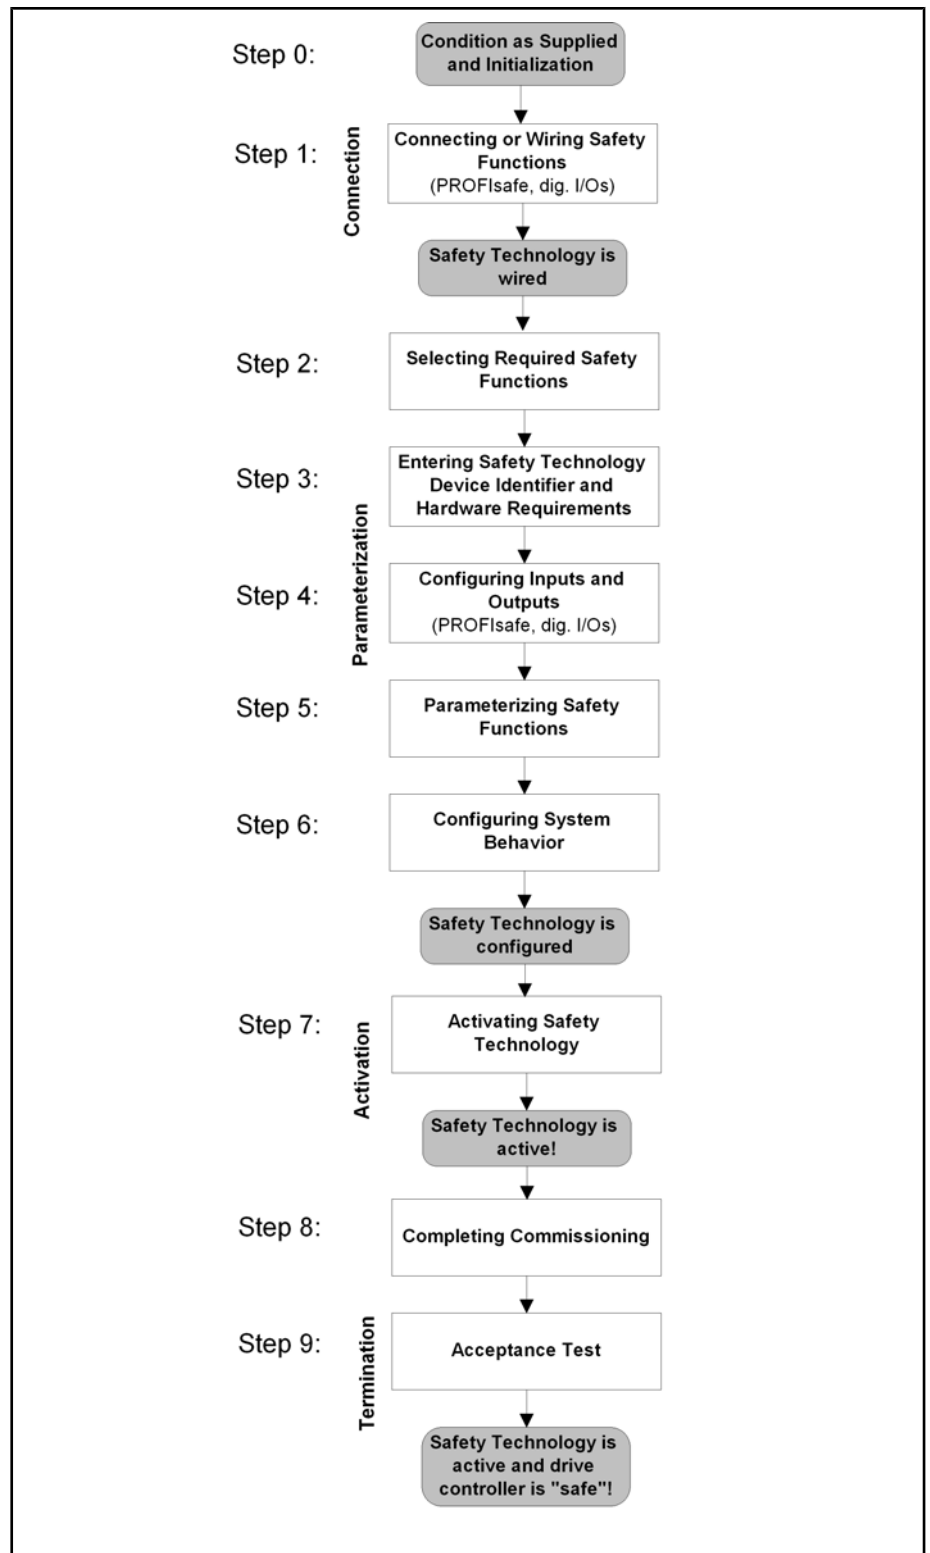 Step 0:
Condition as Supplied
and Initialization
Step 1:
Connection
Connecting or Wiring Safety
Functions
(PROFIsafe, dig. I/Os)
Safety Technology is
wired
Step 2:
Selecting Required Safety
Functions
Step 3:
Entering Safety Technology
Device Identifier and
Hardware Requirements
Parameterization
Step 4:
Configuring Inputs and
Outputs
(PROFIsafe, dig. I/Os)
Step 5:
Parameterizing Safety
Functions
Step 6:
Configuring System
Behavior
Safety Technology is
configured
Step 7:
Activation
Activating Safety
Technology
Safety Technology is
active!
Step 8:
Completing Commissioning
Step 9:
Termination
Acceptance Test
Safety Technology is
active and drive
controller is "safe"!